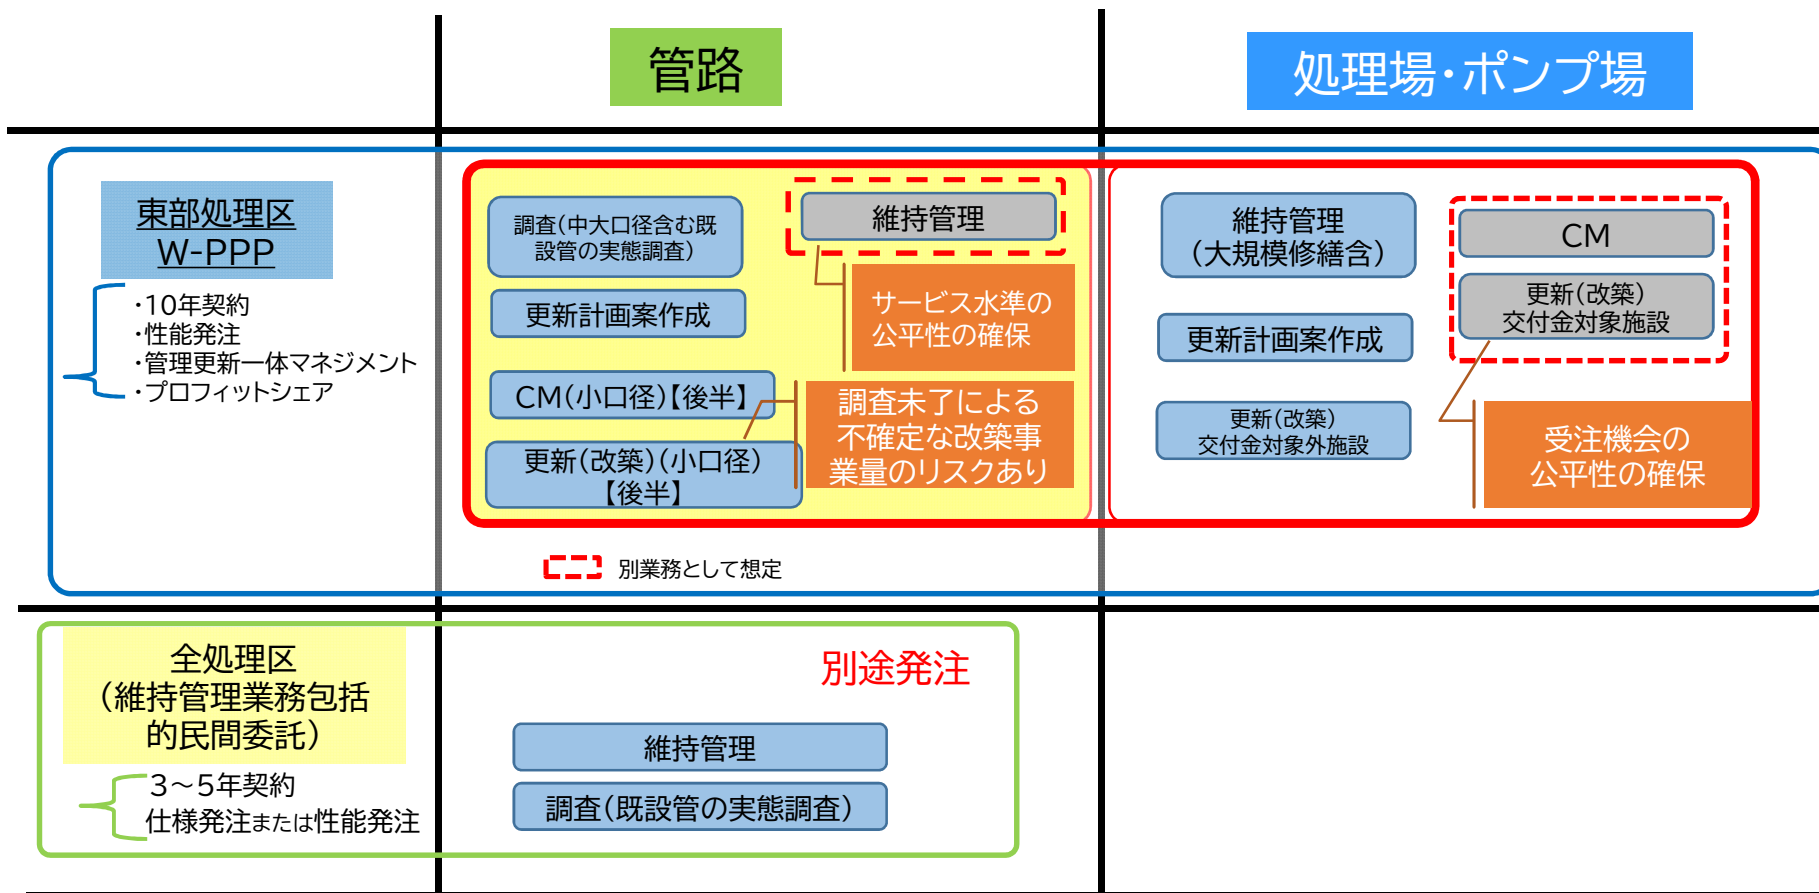 管路
処理場・ポンプ場
東部処理区
W-PPP
・10年契約
・性能発注
・管理更新一体マネジメント
・プロフィットシェア
調査(中大口径含む既
設管の実態調査)
更新計画案作成
CM(小口径)【後半】
更新(改築)(小口径)
【後半】
維持管理
サービス水準の
公平性の確保
調査未了による
不確定な改築事
業量のリスクあり
維持管理
(大規模修繕含)
更新計画案作成
更新(改築)
交付金対象外施設
CM
更新(改築)
交付金対象施設
受注機会の
公平性の確保
別業務として想定
全処理区
(維持管理業務包括
的民間委託)
3~5年契約
仕様発注または性能発注
別途発注
維持管理
調査(既設管の実態調査)